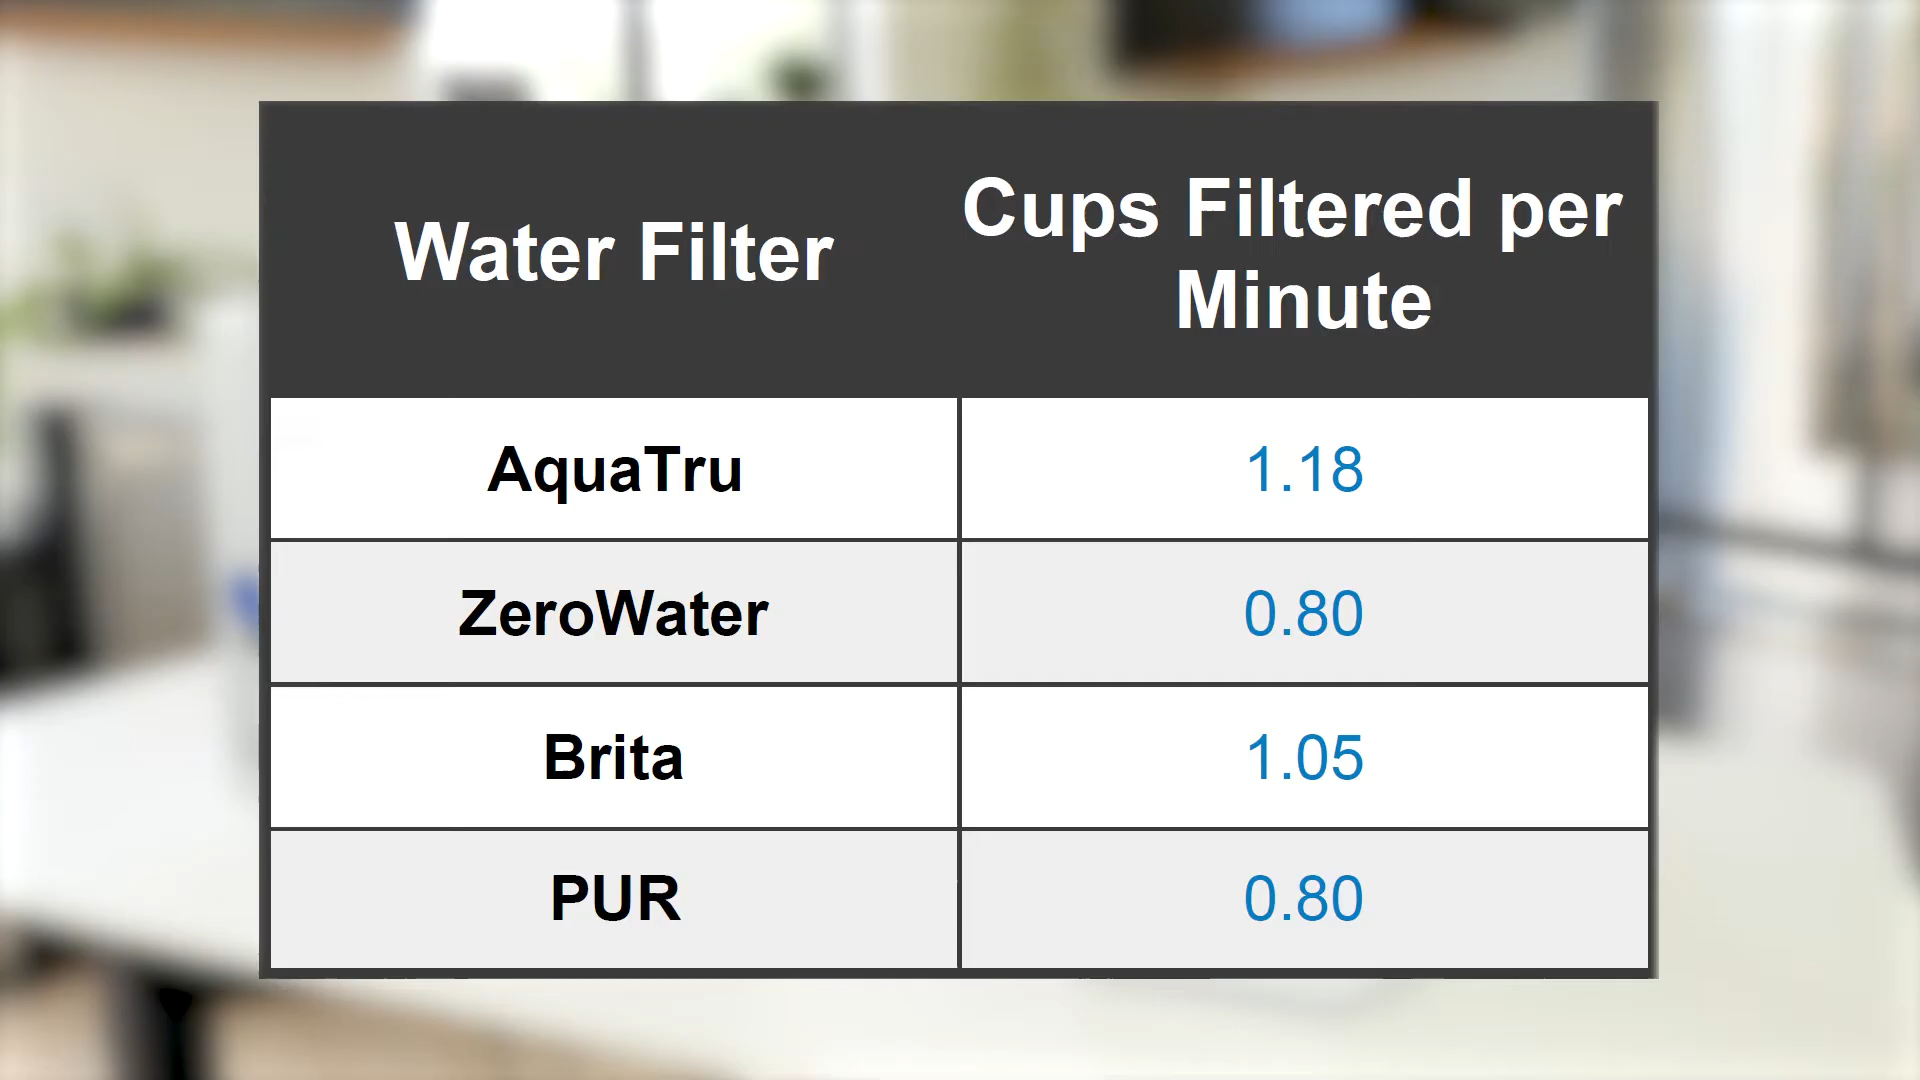 Water Filter
Cups Filtered per
Minute
AquaTru
1.18
ZeroWater
0.80
Brita
1.05
PUR
0.80